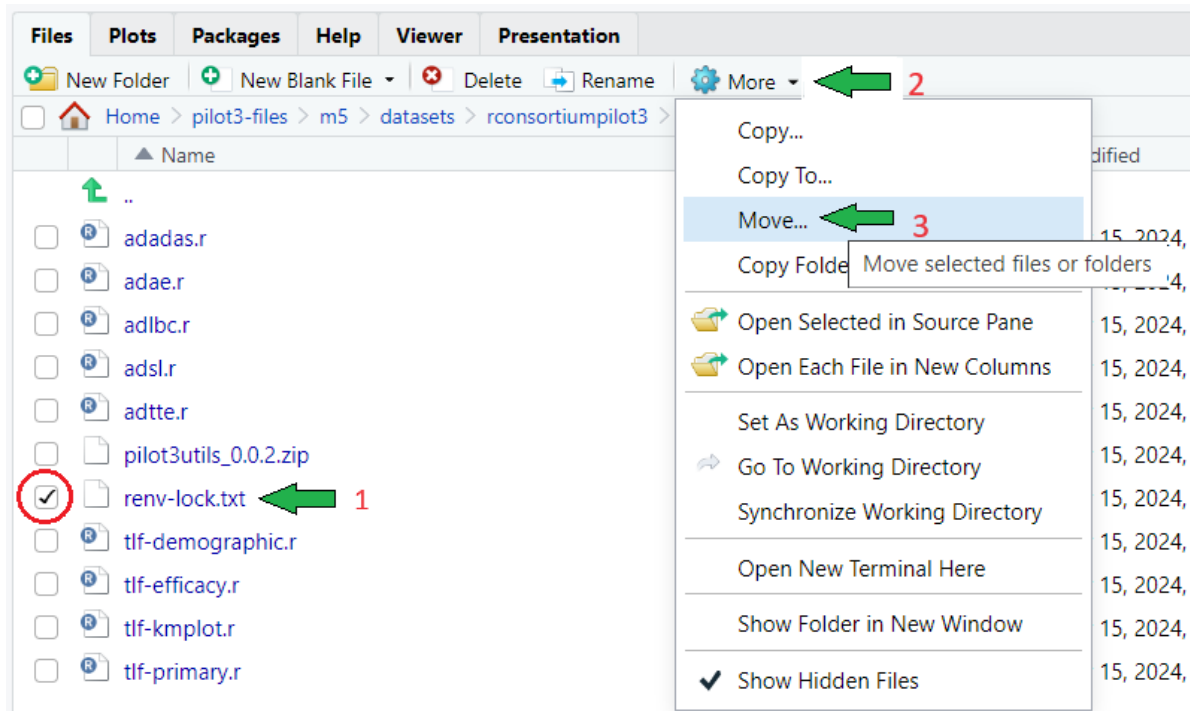 Files Plots Packages Help Viewer Presentation
New Folder New Blank File Delete Rename More 2
Home > pilot3-files > m5 > datasets > rconsortiumpilot3 >
Name
..
adadas.r
adae.r
adlbc.r
adsl.r
adtte.r
pilot3utils_0.0.2.zip
renv-lock.txt 1
tlf-demographic.r
tlf-efficacy.r
tlf-kmplot.r
tlf-primary.r
Copy...
Copy To...
Move... 3
Copy Folde
Move selected files or folders
Open Selected in Source Pane
Open Each File in New Columns
Set As Working Directory
Go To Working Directory
Synchronize Working Directory
Open New Terminal Here
Show Folder in New Window
Show Hidden Files
dified
15, 2024,
15, 2024,
15, 2024,
15, 2024,
15, 2024,
15, 2024,
15, 2024,
15, 2024,
15, 2024,
15, 2024,